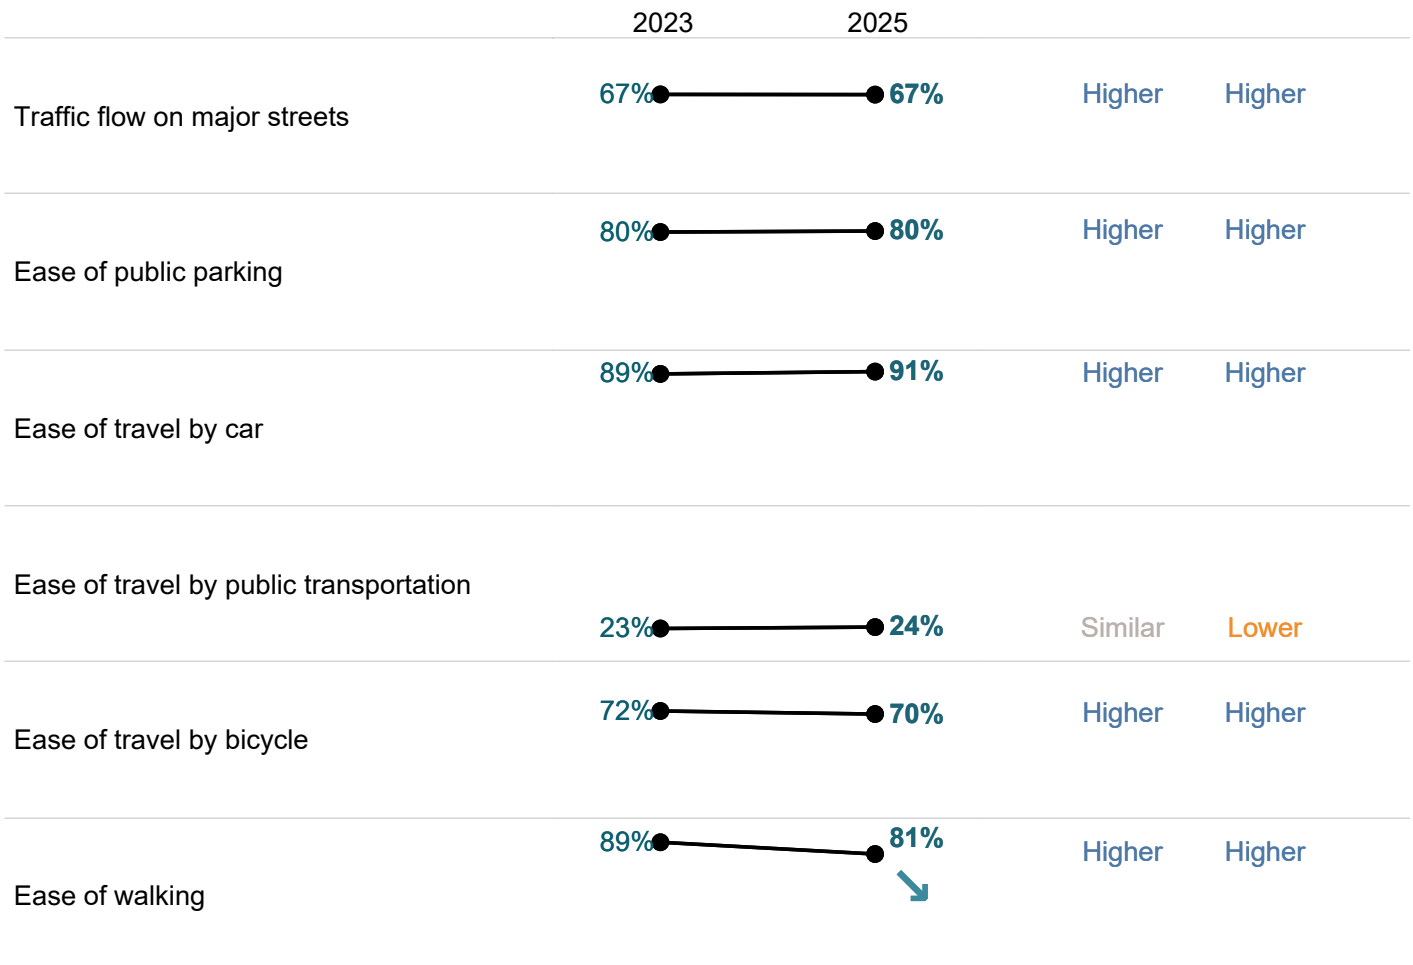 2023 2025
67% 67% Higher Higher
Traffic flow on major streets
80% 80% Higher Higher
Ease of public parking
89% 91% Higher Higher
Ease of travel by car
Ease of travel by public transportation
23% 24% Similar Lower
72% 70% Higher Higher
Ease of travel by bicycle
89% 81% Higher Higher
Ease of walking